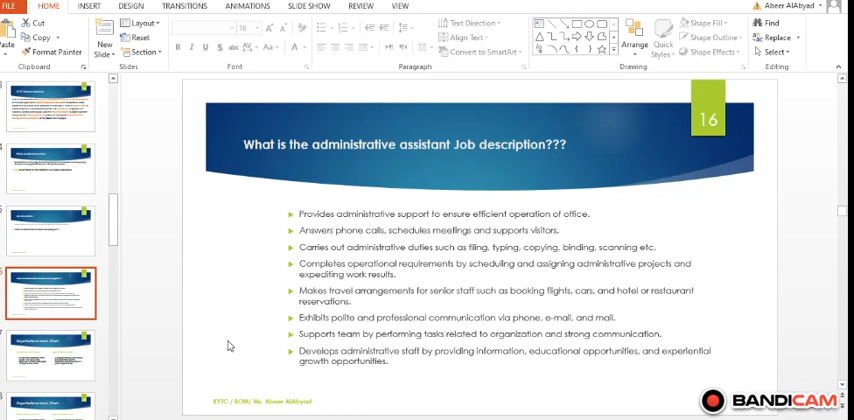 FILE HOME INSERT DESIGN TRANSITIONS ANIMATIONS SLIDE SHOW REVIEW VIEW Abeer AlAbyad
Cut
Copy
Format Painter
Paste
Clipboard
New Slide
Layout
Reset
Section
Slides
Font
Paragraph
Text Direction
Align Text
Convert to SmartArt
Arrange
Quick Styles
Shape Fill
Shape Outline
Shape Effects
Drawing
Find
Replace
Select
Editing
16
What is the administrative assistant Job description???
Provides administrative support to ensure efficient operation of office.
Answers phone calls, schedules meetings and supports visitors.
Carries out administrative duties such as filing, typing, copying, binding, scanning etc.
Completes operational requirements by scheduling and assigning administrative projects and
expediting work results.
Makes travel arrangements for senior staff such as booking flights, cars, and hotel or restaurant
reservations.
Exhibits polite and professional communication via phone, e-mail, and mail.
Supports team by performing tasks related to organization and strong communication.
Develops administrative staff by providing information, educational opportunities, and experiential
growth opportunities.
KYTC / BOM/ Ms. Abeer AlAbyad
BANDICAM